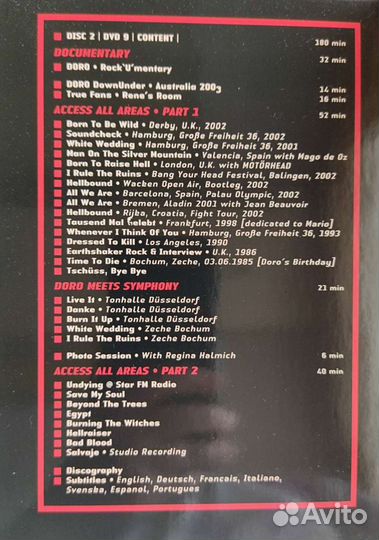 DISC 2 | DVD 9 | CONTENT |
180 min
DOCUMENTARY
32 min
DORO • Rock'U'mentary
DORO DownUnder • Australia 2003
14 min
True Fans • Rene's Room
16 min
ACCESS ALL AREAS • PART 1
52 min
Born To Be Wild • Derby, U.K., 2002
Soundcheck • Hamburg, Große Freiheit 36, 2002
White Wedding • Hamburg, Große Freiheit 36, 2001
Man On The Silver Mountain • Valencia, Spain with Mago de Oz
Born To Raise Hell • London, U.K. with MOTÖRHEAD
I Rule The Ruins • Bang Your Head Festival, Balingen, 2002
Hellbound • Wacken Open Air, Bootleg, 2002
All We Are • Barcelona, Spain, Palau Olympic, 2002
All We Are • Bremen, Aladin 2001 with Jean Beauvoir
Hellbound • Rijka, Croatia, Fight Tour, 2002
Tausend Mal Gelebt • Frankfurt, 1998 [dedicated to Mario]
Whenever I Think Of You • Hamburg, Große Freiheit 36, 1993
Dressed To Kill • Los Angeles, 1990
Earthshaker Rock & Interview • U.K., 1986
Time To Die • Bochum, Zeche, 03.06.1985 [Doro's Birthday]
Tschüss, Bye Bye
DORO MEETS SYMPHONY
21 min
Live It • Tonhalle Düsseldorf
Danke • Tonhalle Düsseldorf
Burn It Up • Tonhalle Düsseldorf
White Wedding • Zeche Bochum
I Rule The Ruins • Zeche Bochum
Photo Session • With Regina Halmich
6 min
ACCESS ALL AREAS • PART 2
40 min
Undying @ Star FM Radio
Save My Soul
Beyond The Trees
Egypt
Burning The Witches
Hellraiser
Bad Blood
Salvaje • Studio Recording
Discography
Subtitles • English, Deutsch, Francais, Italiano,
Svenska, Espanol, Portugues
Avito